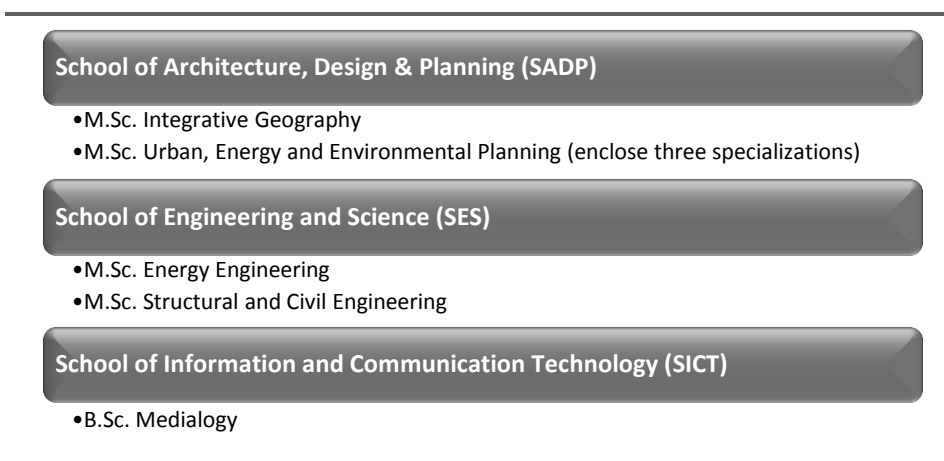 School of Architecture, Design & Planning (SADP)
•M.Sc. Integrative Geography
•M.Sc. Urban, Energy and Environmental Planning (enclose three specializations)
School of Engineering and Science (SES)
•M.Sc. Energy Engineering
•M.Sc. Structural and Civil Engineering
School of Information and Communication Technology (SICT)
•B.Sc. Medialogy